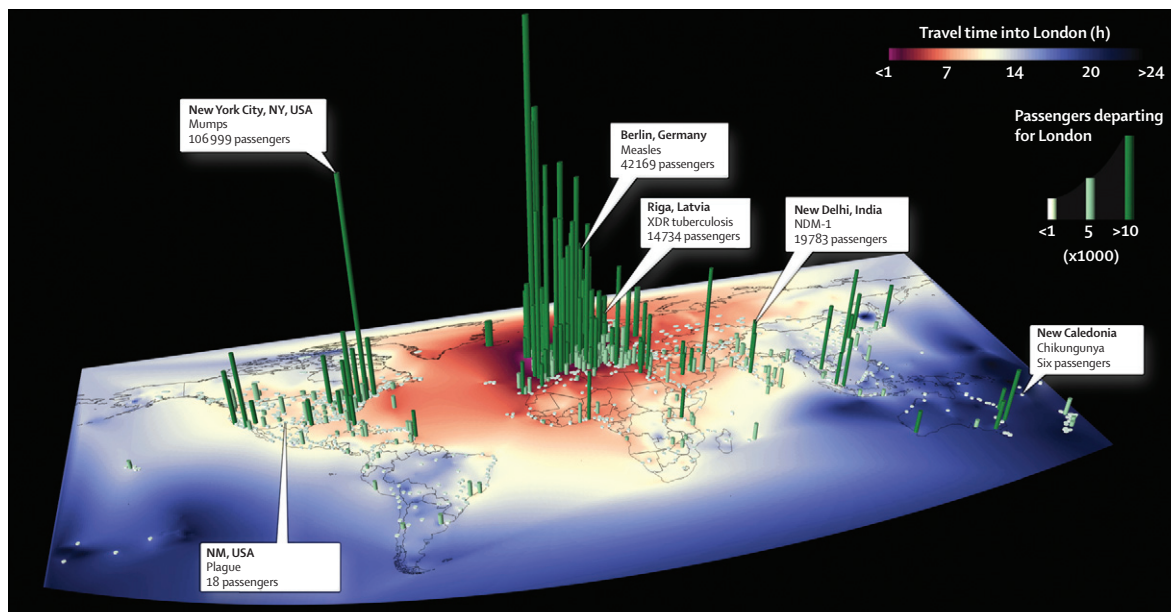 Travel time into London (h)
<1 7 14 20 >24
Passengers departing
for London
<1 5 >10
(x1000)
New York City, NY, USA
Mumps
106 999 passengers
Berlin, Germany
Measles
42 169 passengers
Riga, Latvia
XDR tuberculosis
14 734 passengers
New Delhi, India
NDM-1
19 783 passengers
New Caledonia
Chikungunya
Six passengers
NM, USA
Plague
18 passengers